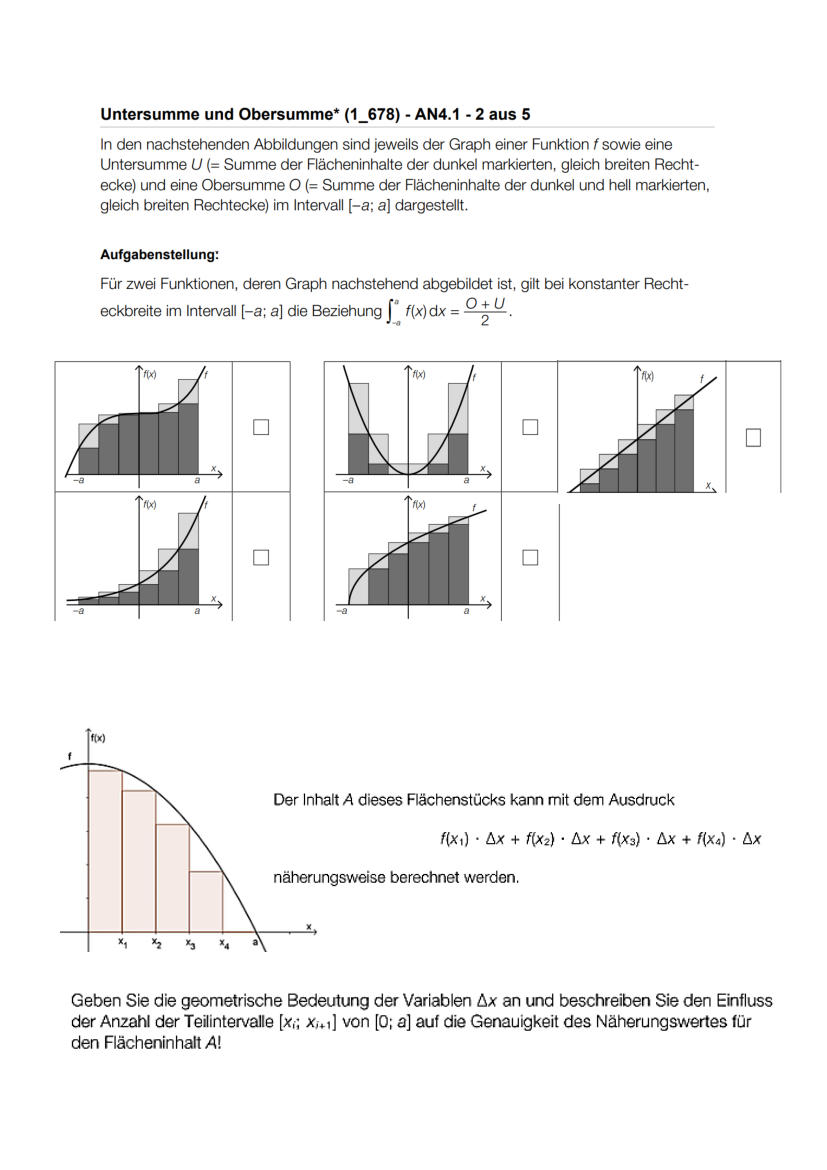 Untersumme und Obersumme* (1_678) - AN4.1 - 2 aus 5
In den nachstehenden Abbildungen sind jeweils der Graph einer Funktion f sowie eine
Untersumme U (= Summe der Flächeninhalte der dunkel markierten, gleich breiten Recht-
ecke) und eine Obersumme O (= Summe der Flächeninhalte der dunkel und hell markierten,
gleich breiten Rechtecke) im Intervall [–a; a] dargestellt.
Aufgabenstellung:
Für zwei Funktionen, deren Graph nachstehend abgebildet ist, gilt bei konstanter Recht-
eckbreite im Intervall [–a; a] die Beziehung ∫₋ₐᵃ f(x) dx = (O + U)/2.
f(x) f x –a a
f(x) f x –a a
f(x) f x
f(x) f x –a a
f(x) f x –a a
f(x)
f
Der Inhalt A dieses Flächenstücks kann mit dem Ausdruck
f(x₁) · Δx + f(x₂) · Δx + f(x₃) · Δx + f(x₄) · Δx
näherungsweise berechnet werden.
x
x₁ x₂ x₃ x₄ a
Geben Sie die geometrische Bedeutung der Variablen Δx an und beschreiben Sie den Einfluss
der Anzahl der Teilintervalle [xᵢ; xᵢ₊₁] von [0; a] auf die Genauigkeit des Näherungswertes für
den Flächeninhalt A!